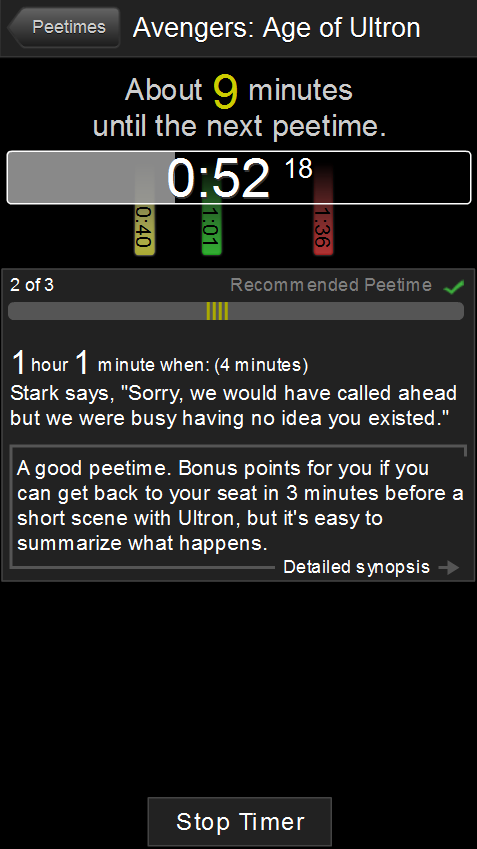 Peetimes
Avengers: Age of Ultron
About 9 minutes
until the next peetime.
0:52 18
0:40
1:01
1:36
2 of 3
Recommended Peetime
1 hour 1 minute when: (4 minutes)
Stark says, "Sorry, we would have called ahead
but we were busy having no idea you existed."
A good peetime. Bonus points for you if you
can get back to your seat in 3 minutes before a
short scene with Ultron, but it's easy to
summarize what happens.
Detailed synopsis
Stop Timer